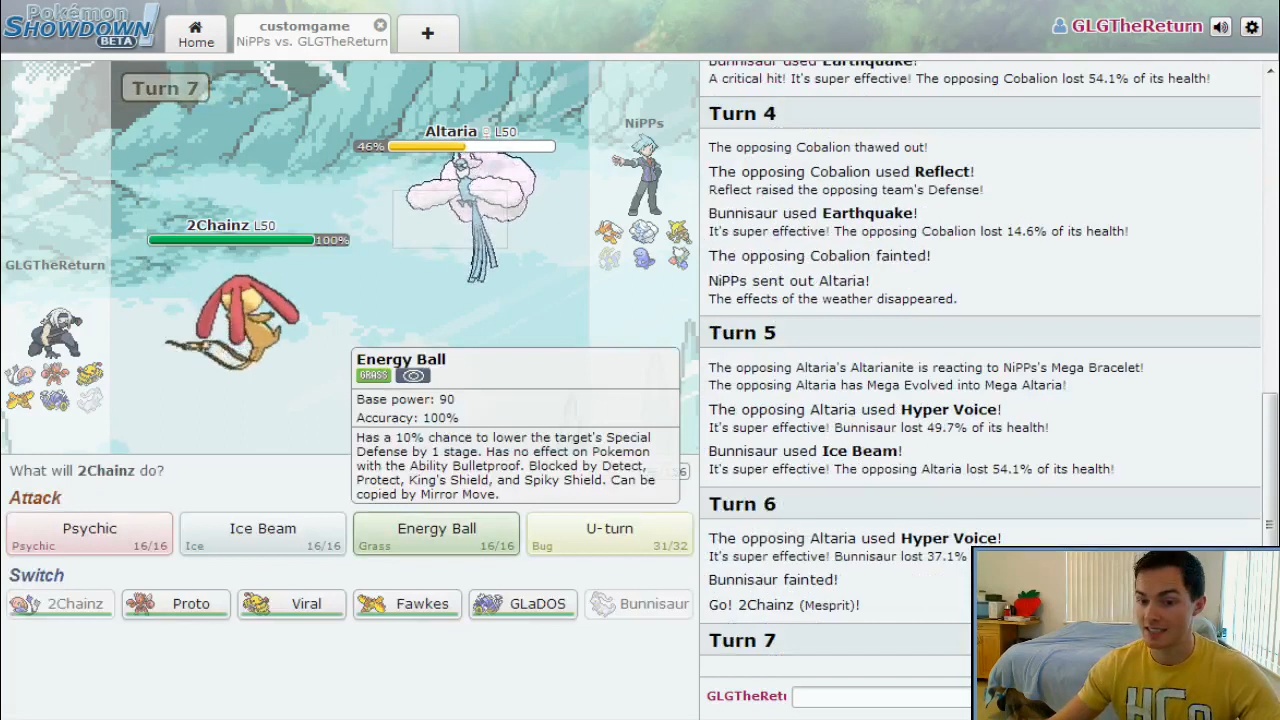 Pokémon
SHOWDOWN!
BETA
Home
customgame
NiPPs vs. GLGTheReturn
+
GLGTheReturn
Turn 7
Altaria L50
46%
NiPPs
2Chainz L50
100%
GLGTheReturn
Energy Ball
GRASS
Base power: 90
Accuracy: 100%
Has a 10% chance to lower the target's Special
Defense by 1 stage. Has no effect on Pokemon
with the Ability Bulletproof. Blocked by Detect,
Protect, King's Shield, and Spiky Shield. Can be
copied by Mirror Move.
What will 2Chainz do?
Attack
Psychic
Psychic 16/16
Ice Beam
Ice 16/16
Energy Ball
Grass 16/16
U-turn
Bug 31/32
Switch
2Chainz
Proto
Viral
Fawkes
GLaDOS
Bunnisaur
Bunnisaur used Earthquake!
A critical hit! It's super effective! The opposing Cobalion lost 54.1% of its health!
Turn 4
The opposing Cobalion thawed out!
The opposing Cobalion used Reflect!
Reflect raised the opposing team's Defense!
Bunnisaur used Earthquake!
It's super effective! The opposing Cobalion lost 14.6% of its health!
The opposing Cobalion fainted!
NiPPs sent out Altaria!
The effects of the weather disappeared.
Turn 5
The opposing Altaria's Altarianite is reacting to NiPPs's Mega Bracelet!
The opposing Altaria has Mega Evolved into Mega Altaria!
The opposing Altaria used Hyper Voice!
It's super effective! Bunnisaur lost 49.7% of its health!
Bunnisaur used Ice Beam!
It's super effective! The opposing Altaria lost 54.1% of its health!
Turn 6
The opposing Altaria used Hyper Voice!
It's super effective! Bunnisaur lost 37.1%
Bunnisaur fainted!
Go! 2Chainz (Mesprit)!
Turn 7
GLGTheRetu